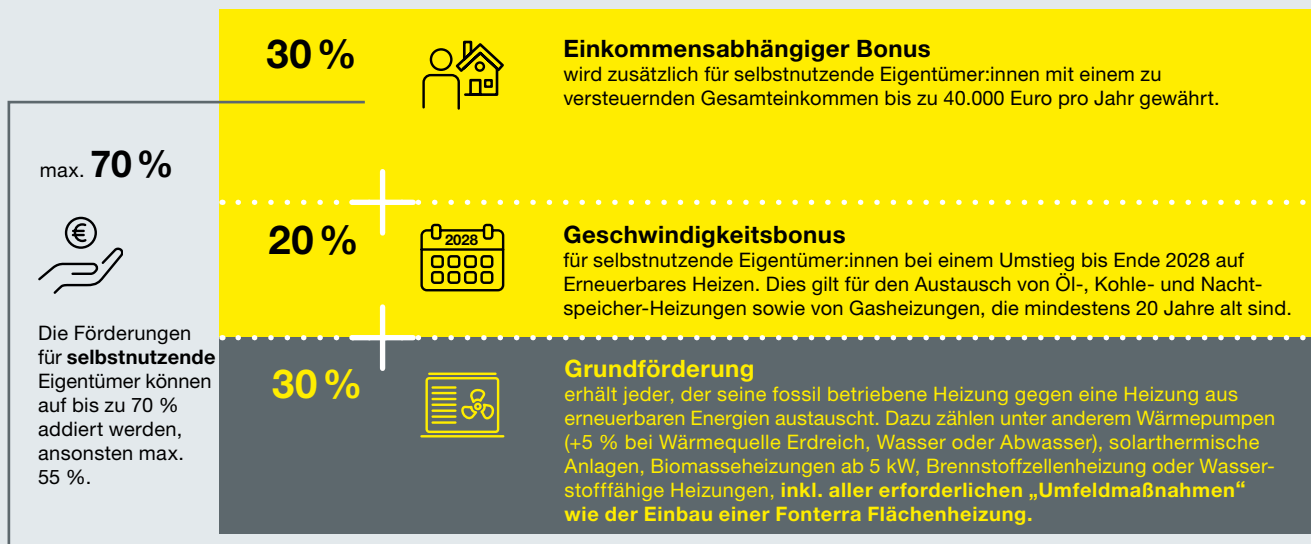 max. 70 %
€
Die Förderungen
für selbstnutzende
Eigentümer können
auf bis zu 70 %
addiert werden,
ansonsten max.
55 %.
30 %
Einkommensabhängiger Bonus
wird zusätzlich für selbstnutzende Eigentümer:innen mit einem zu
versteuernden Gesamteinkommen bis zu 40.000 Euro pro Jahr gewährt.
20 %
2028
Geschwindigkeitsbonus
für selbstnutzende Eigentümer:innen bei einem Umstieg bis Ende 2028 auf
Erneuerbares Heizen. Dies gilt für den Austausch von Öl-, Kohle- und Nacht-
speicher-Heizungen sowie von Gasheizungen, die mindestens 20 Jahre alt sind.
30 %
Grundförderung
erhält jeder, der seine fossil betriebene Heizung gegen eine Heizung aus
erneuerbaren Energien austauscht. Dazu zählen unter anderem Wärmepumpen
(+5 % bei Wärmequelle Erdreich, Wasser oder Abwasser), solarthermische
Anlagen, Biomasseheizungen ab 5 kW, Brennstoffzellenheizung oder Wasser-
stofffähige Heizungen, inkl. aller erforderlichen „Umfeldmaßnahmen“
wie der Einbau einer Fonterra Flächenheizung.